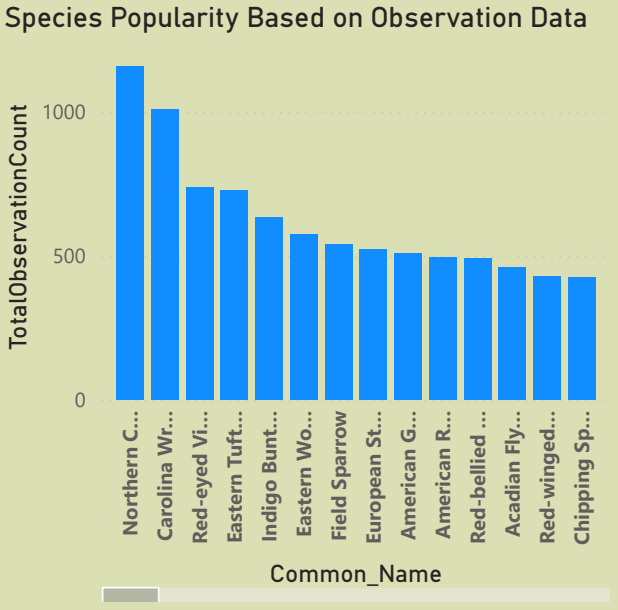 Species Popularity Based on Observation Data
TotalObservationCount
1000
500
0
Northern C...
Carolina Wr...
Red-eyed Vi...
Eastern Tuft...
Indigo Bunt...
Eastern Wo...
Field Sparrow
European St...
American G...
American R...
Red-bellied ...
Acadian Fly...
Red-winged...
Chipping Sp...
Common_Name